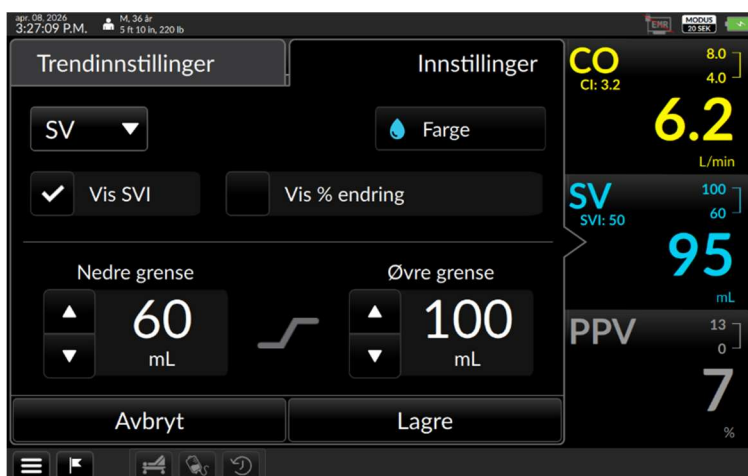 apr. 08, 2026
3:27:09 P.M.
M, 36 år
5 ft 10 in, 220 lb
EMR
MODUS
20 SEK
Trendinnstillinger
Innstillinger
SV
Farge
Vis SVI
Vis % endring
Nedre grense
Øvre grense
60
mL
100
mL
Avbryt
Lagre
CO
CI: 3.2
8.0
4.0
6.2
L/min
SV
SVI: 50
100
60
95
mL
PPV
13
0
7
%